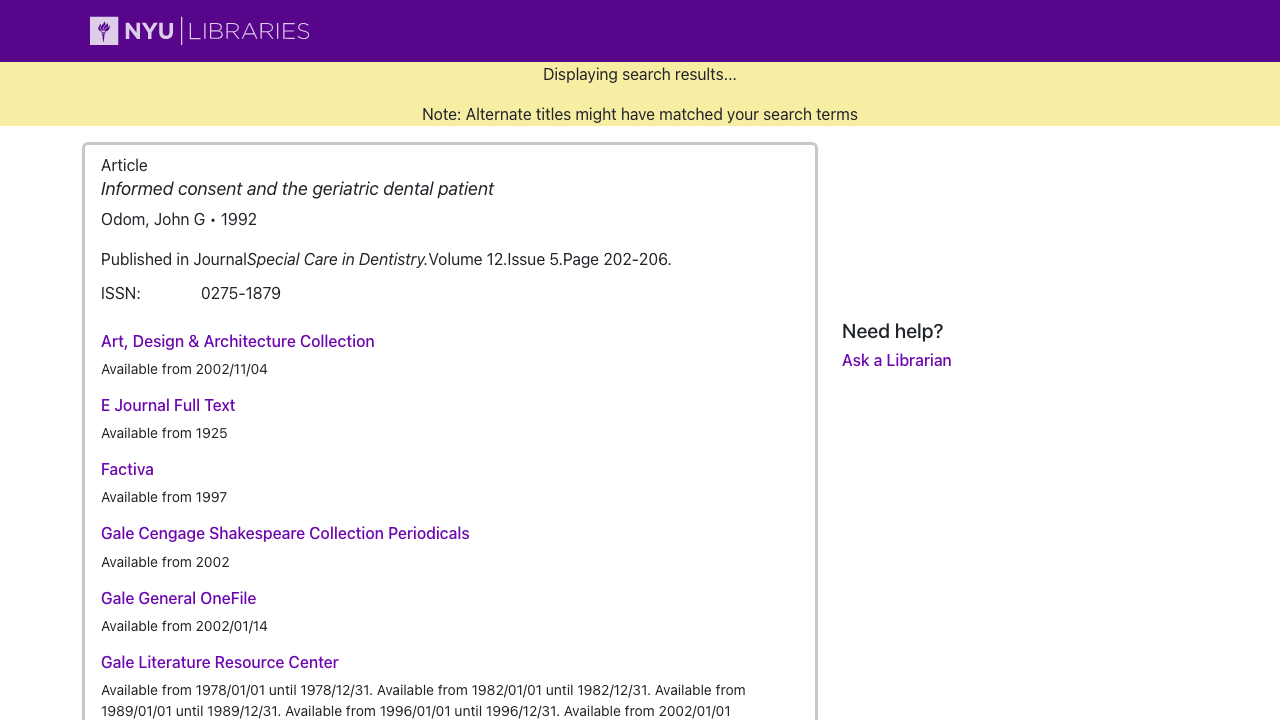 NYU LIBRARIES
Displaying search results...
Note: Alternate titles might have matched your search terms
Article
Informed consent and the geriatric dental patient
Odom, John G • 1992
Published in JournalSpecial Care in Dentistry.Volume 12.Issue 5.Page 202-206.
ISSN: 0275-1879
Art, Design & Architecture Collection
Available from 2002/11/04
E Journal Full Text
Available from 1925
Factiva
Available from 1997
Gale Cengage Shakespeare Collection Periodicals
Available from 2002
Gale General OneFile
Available from 2002/01/14
Gale Literature Resource Center
Available from 1978/01/01 until 1978/12/31. Available from 1982/01/01 until 1982/12/31. Available from
1989/01/01 until 1989/12/31. Available from 1996/01/01 until 1996/12/31. Available from 2002/01/01
Need help?
Ask a Librarian